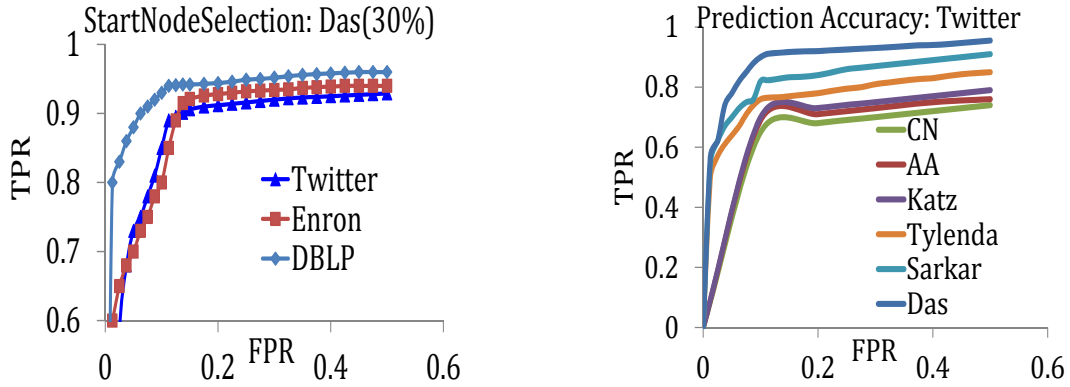 StartNodeSelection: Das(30%)
1
0.9
0.8
0.7
0.6
TPR
Twitter
Enron
DBLP
0
0.2
0.4
0.6
FPR
Prediction Accuracy: Twitter
1
0.8
0.6
0.4
0.2
0
TPR
CN
AA
Katz
Tylenda
Sarkar
Das
0
0.2
0.4
0.6
FPR